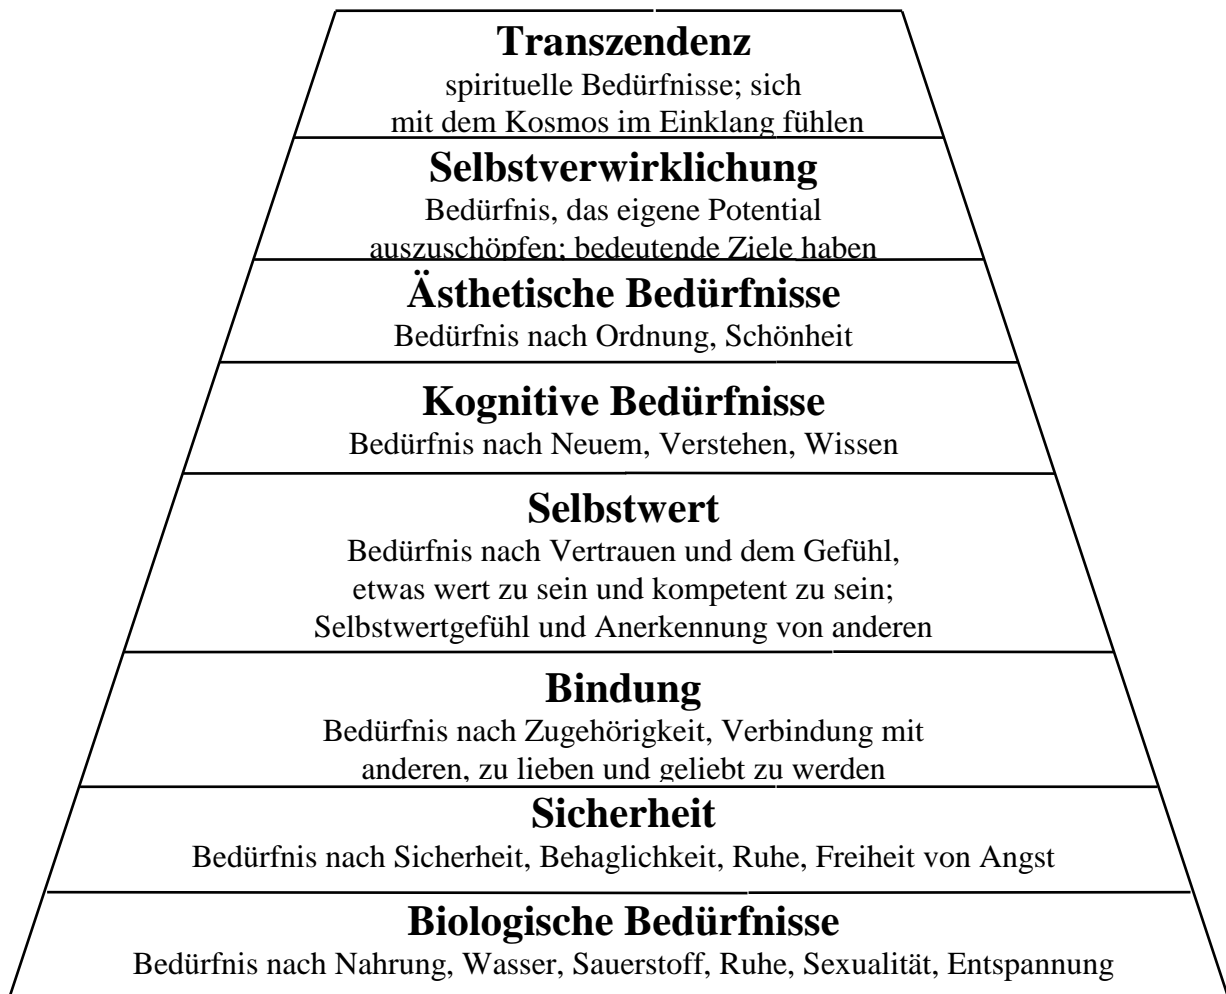 Transzendenz
spirituelle Bedürfnisse; sich
mit dem Kosmos im Einklang fühlen
Selbstverwirklichung
Bedürfnis, das eigene Potential
auszuschöpfen; bedeutende Ziele haben
Ästhetische Bedürfnisse
Bedürfnis nach Ordnung, Schönheit
Kognitive Bedürfnisse
Bedürfnis nach Neuem, Verstehen, Wissen
Selbstwert
Bedürfnis nach Vertrauen und dem Gefühl,
etwas wert zu sein und kompetent zu sein;
Selbstwertgefühl und Anerkennung von anderen
Bindung
Bedürfnis nach Zugehörigkeit, Verbindung mit
anderen, zu lieben und geliebt zu werden
Sicherheit
Bedürfnis nach Sicherheit, Behaglichkeit, Ruhe, Freiheit von Angst
Biologische Bedürfnisse
Bedürfnis nach Nahrung, Wasser, Sauerstoff, Ruhe, Sexualität, Entspannung